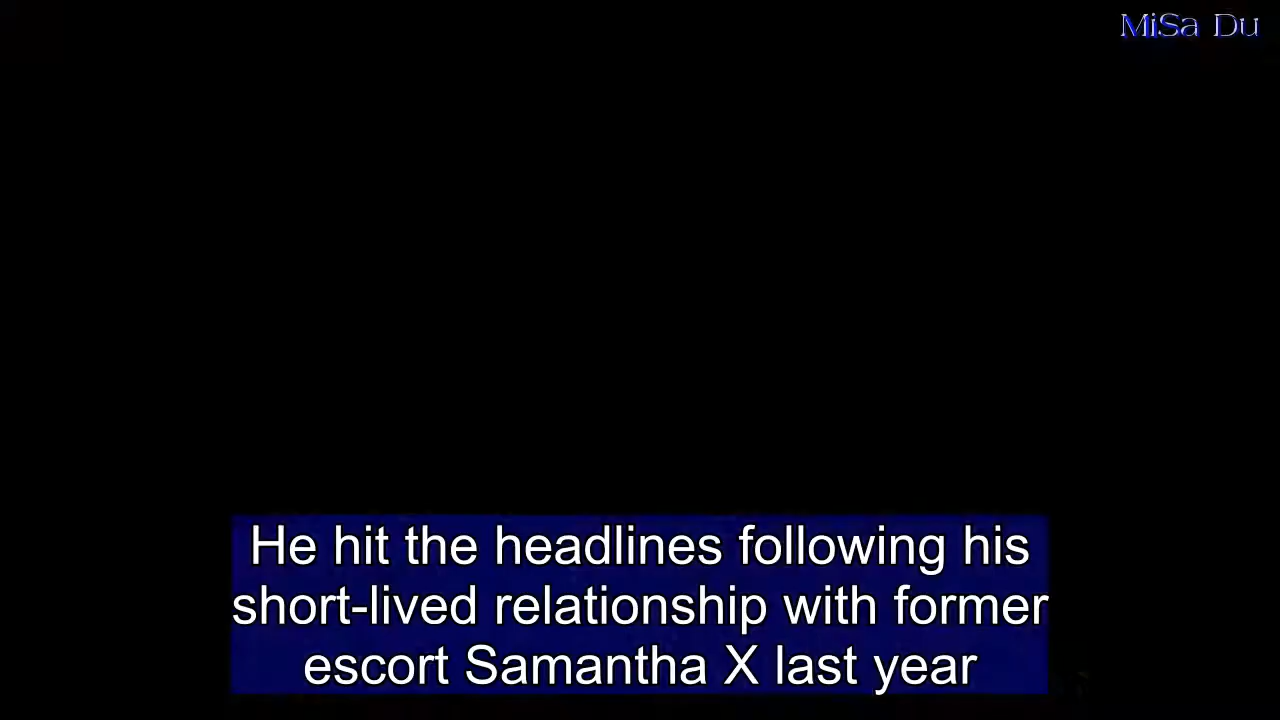 MiSa Du
He hit the headlines following his
short-lived relationship with former
escort Samantha X last year